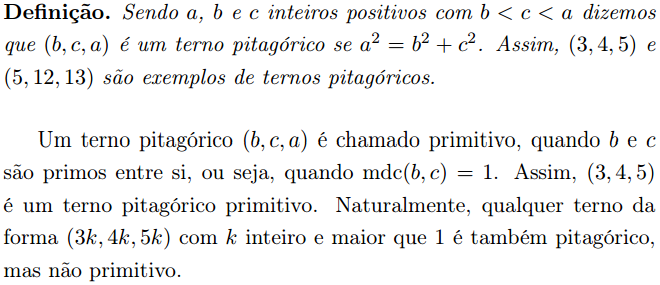 Definição. Sendo a, b e c inteiros positivos com b < c < a dizemos
que (b, c, a) é um terno pitagórico se a² = b² + c². Assim, (3, 4, 5) e
(5, 12, 13) são exemplos de ternos pitagóricos.
Um terno pitagórico (b, c, a) é chamado primitivo, quando b e c
são primos entre si, ou seja, quando mdc(b, c) = 1. Assim, (3, 4, 5)
é um terno pitagórico primitivo. Naturalmente, qualquer terno da
forma (3k, 4k, 5k) com k inteiro e maior que 1 é também pitagórico,
mas não primitivo.